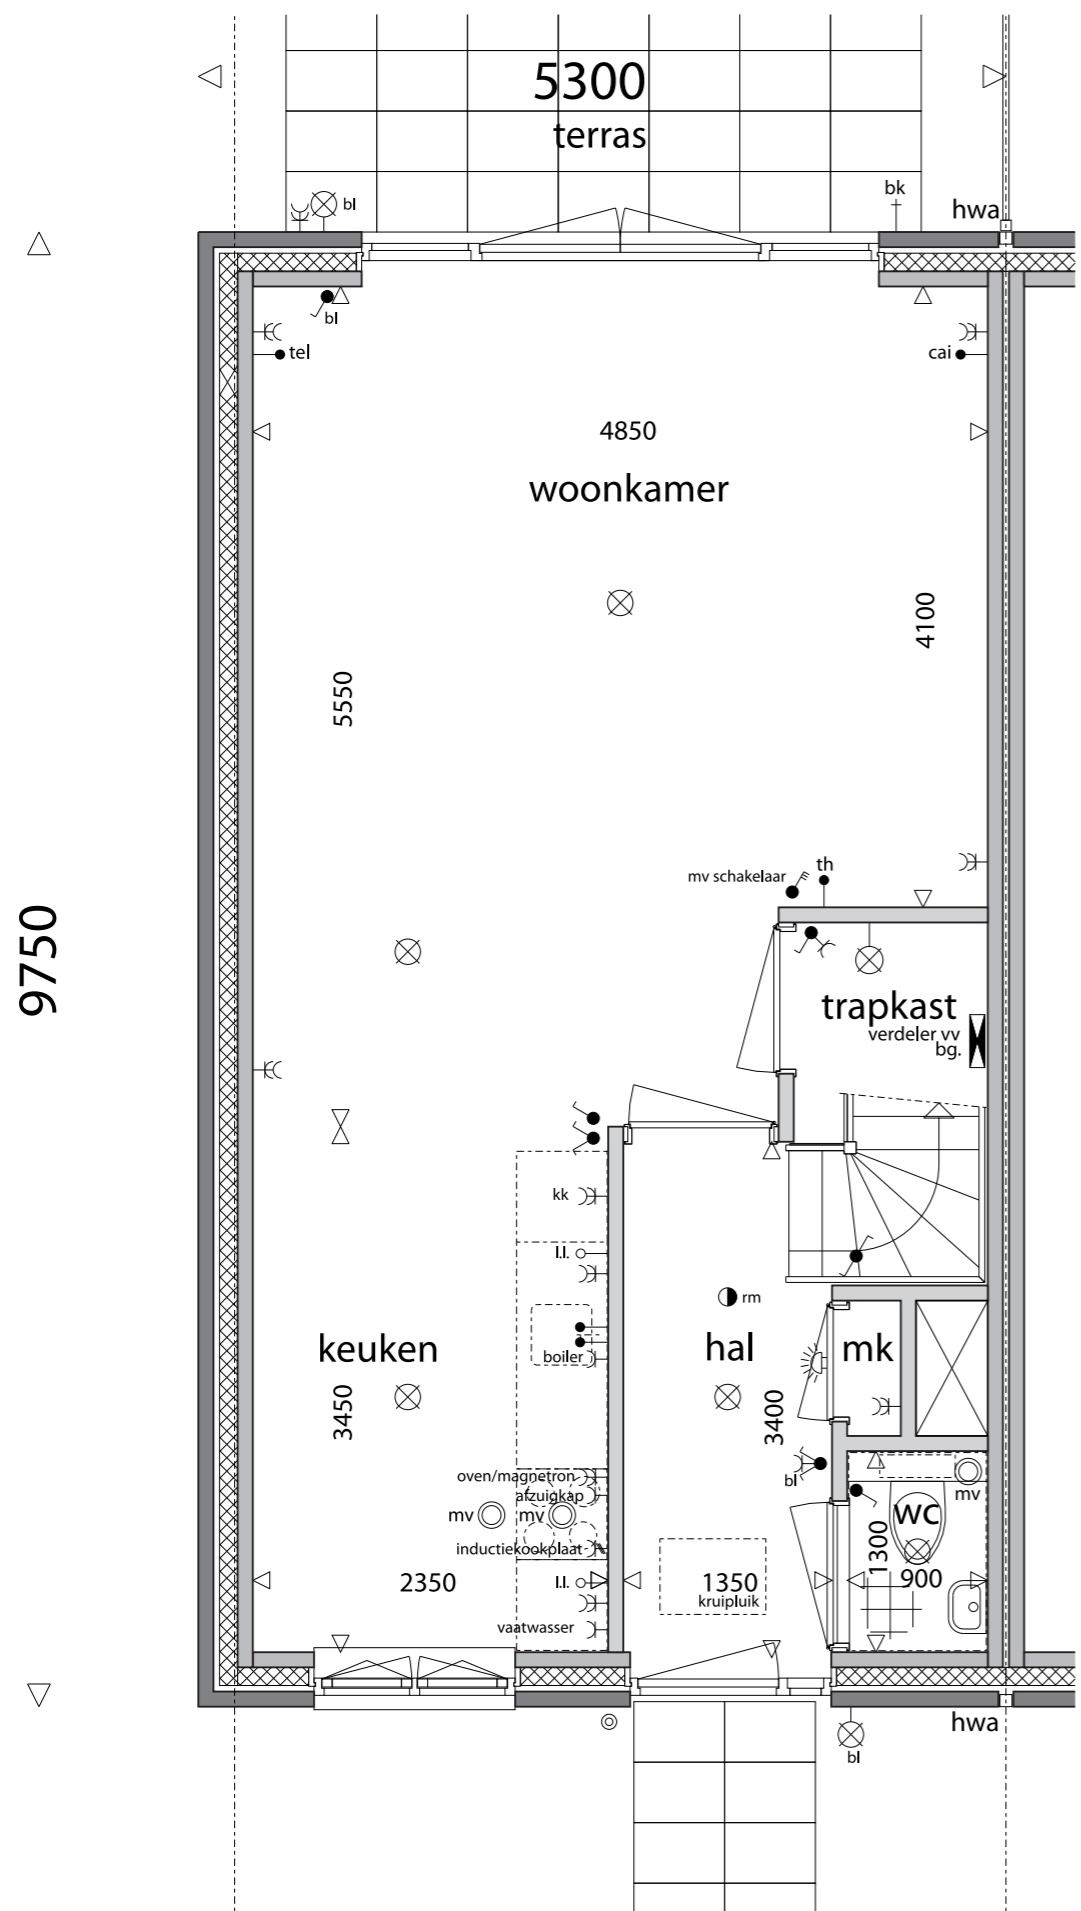 5300
terras
bl
bk
hwa
bl
tel
cai
4850
woonkamer
4100
5550
mv schakelaar
th
9750
trapkast
verdeler vv
bg.
kk
l.l.
rm
keuken
boiler
hal
mk
3450
3400
oven/magnetron
afzuigkap
bl
mv
mv
mv
wc
inductiekookplaat
1300
l.l.
2350
1350
900
kruipluik
vaatwasser
hwa
bl